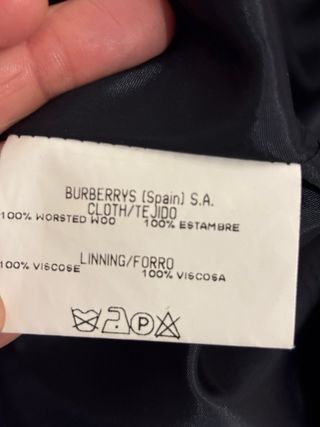 BURBERRYS (Spain) S.A.
CLOTH/TEJIDO
100% WORSTED WOO 100% ESTAMBRE
LINNING/FORRO
100% VISCOSE 100% VISCOSA
P